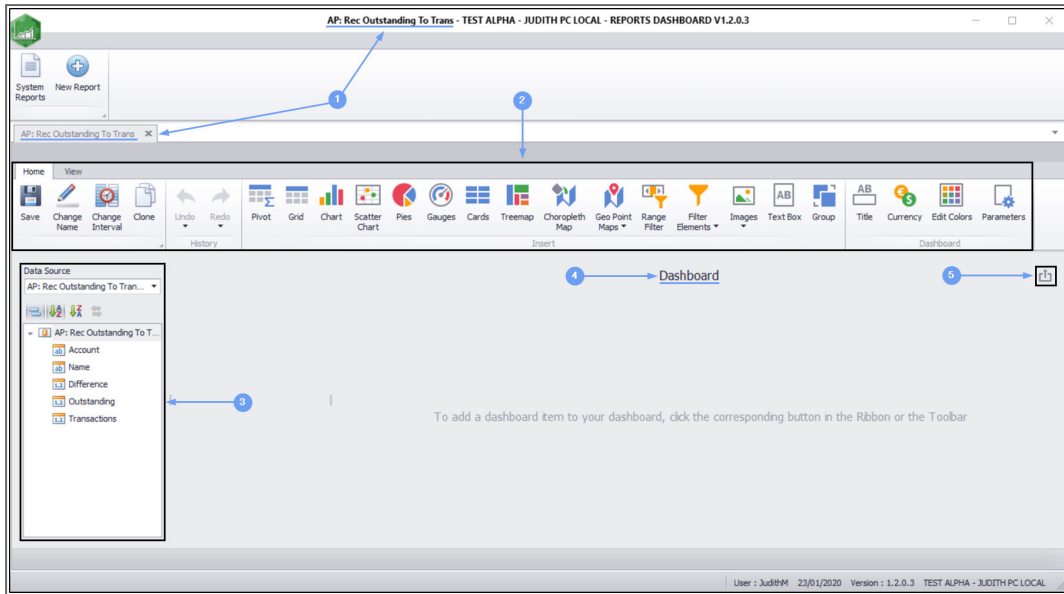 AP: Rec Outstanding To Trans - TEST ALPHA - JUDITH PC LOCAL - REPORTS DASHBOARD V1.2.0.3
System Reports
New Report
1
2
AP: Rec Outstanding To Trans
Home View
Save Change Name Change Interval Clone Undo Redo Pivot Grid Chart Scatter Chart Pies Gauges Cards Treemap Choropleth Map Geo Point Maps Range Filter Filter Elements Images Text Box Group Title Currency Edit Colors Parameters
History Insert Dashboard
Data Source
AP: Rec Outstanding To Tran...
4
Dashboard
5
AP: Rec Outstanding To T...
Account
Name
Difference
Outstanding
3
Transactions
To add a dashboard item to your dashboard, click the corresponding button in the Ribbon or the Toolbar
User : JudithM 23/01/2020 Version : 1.2.0.3 TEST ALPHA - JUDITH PC LOCAL